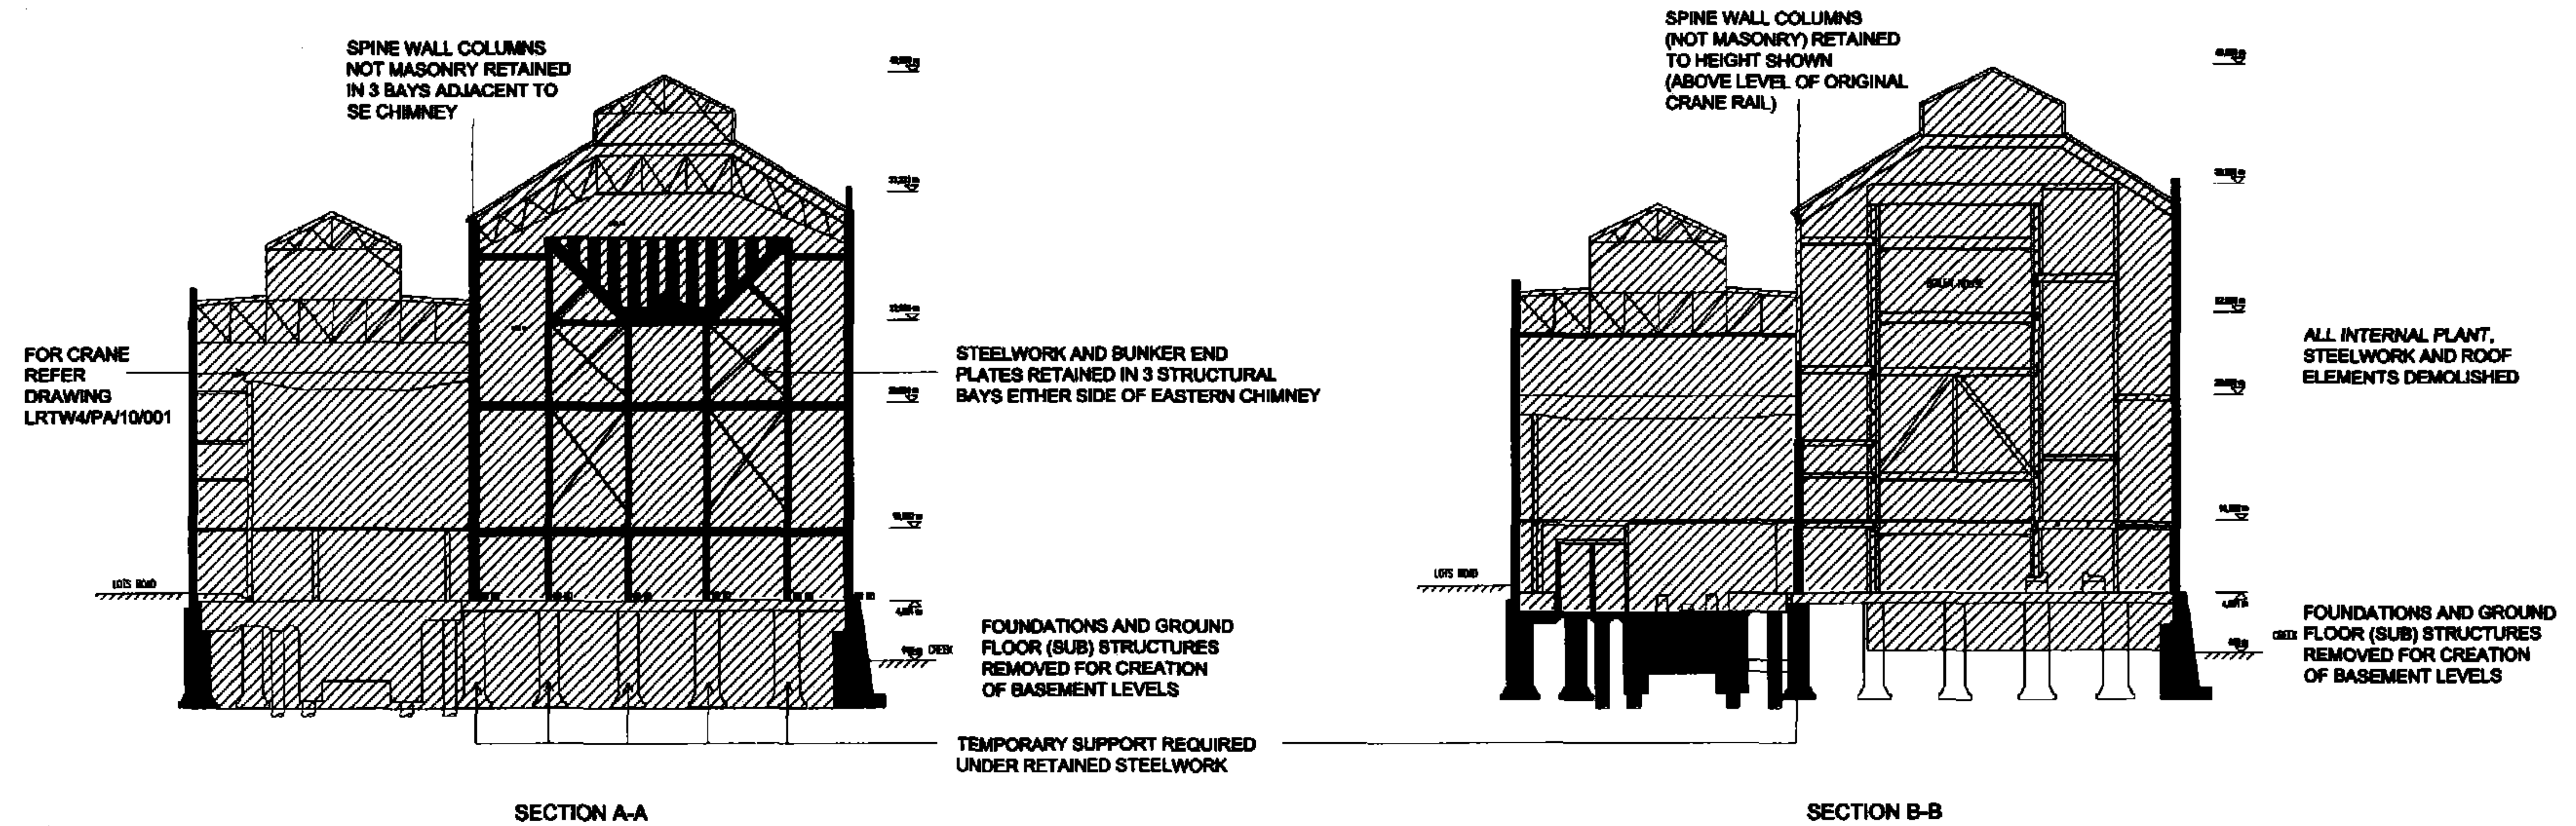 SPINE WALL COLUMNS
NOT MASONRY RETAINED
IN 3 BAYS ADJACENT TO
SE CHIMNEY
FOR CRANE
REFER
DRAWING
LRTW4/PA/10/001
STEELWORK AND BUNKER END
PLATES RETAINED IN 3 STRUCTURAL
BAYS EITHER SIDE OF EASTERN CHIMNEY
LOTS ROAD
CREEK
FOUNDATIONS AND GROUND
FLOOR (SUB) STRUCTURES
REMOVED FOR CREATION
OF BASEMENT LEVELS
TEMPORARY SUPPORT REQUIRED
UNDER RETAINED STEELWORK
SECTION A-A
SPINE WALL COLUMNS
(NOT MASONRY) RETAINED
TO HEIGHT SHOWN
(ABOVE LEVEL OF ORIGINAL
CRANE RAIL)
BOILER HOUSE
ALL INTERNAL PLANT,
STEELWORK AND ROOF
ELEMENTS DEMOLISHED
LOTS ROAD
CREEK
FOUNDATIONS AND GROUND
FLOOR (SUB) STRUCTURES
REMOVED FOR CREATION
OF BASEMENT LEVELS
SECTION B-B